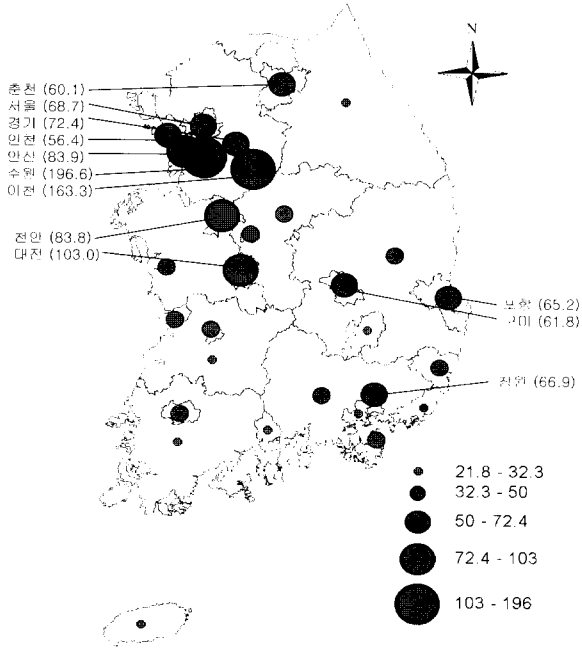 N
춘천 (60.1)
서울 (68.7)
경기 (72.4)
인천 (56.4)
안산 (83.9)
수원 (196.6)
이천 (163.3)
천안 (83.8)
대전 (103.0)
포항 (65.2)
구미 (61.8)
창원 (66.9)
21.8 - 32.3
32.3 - 50
50 - 72.4
72.4 - 103
103 - 196